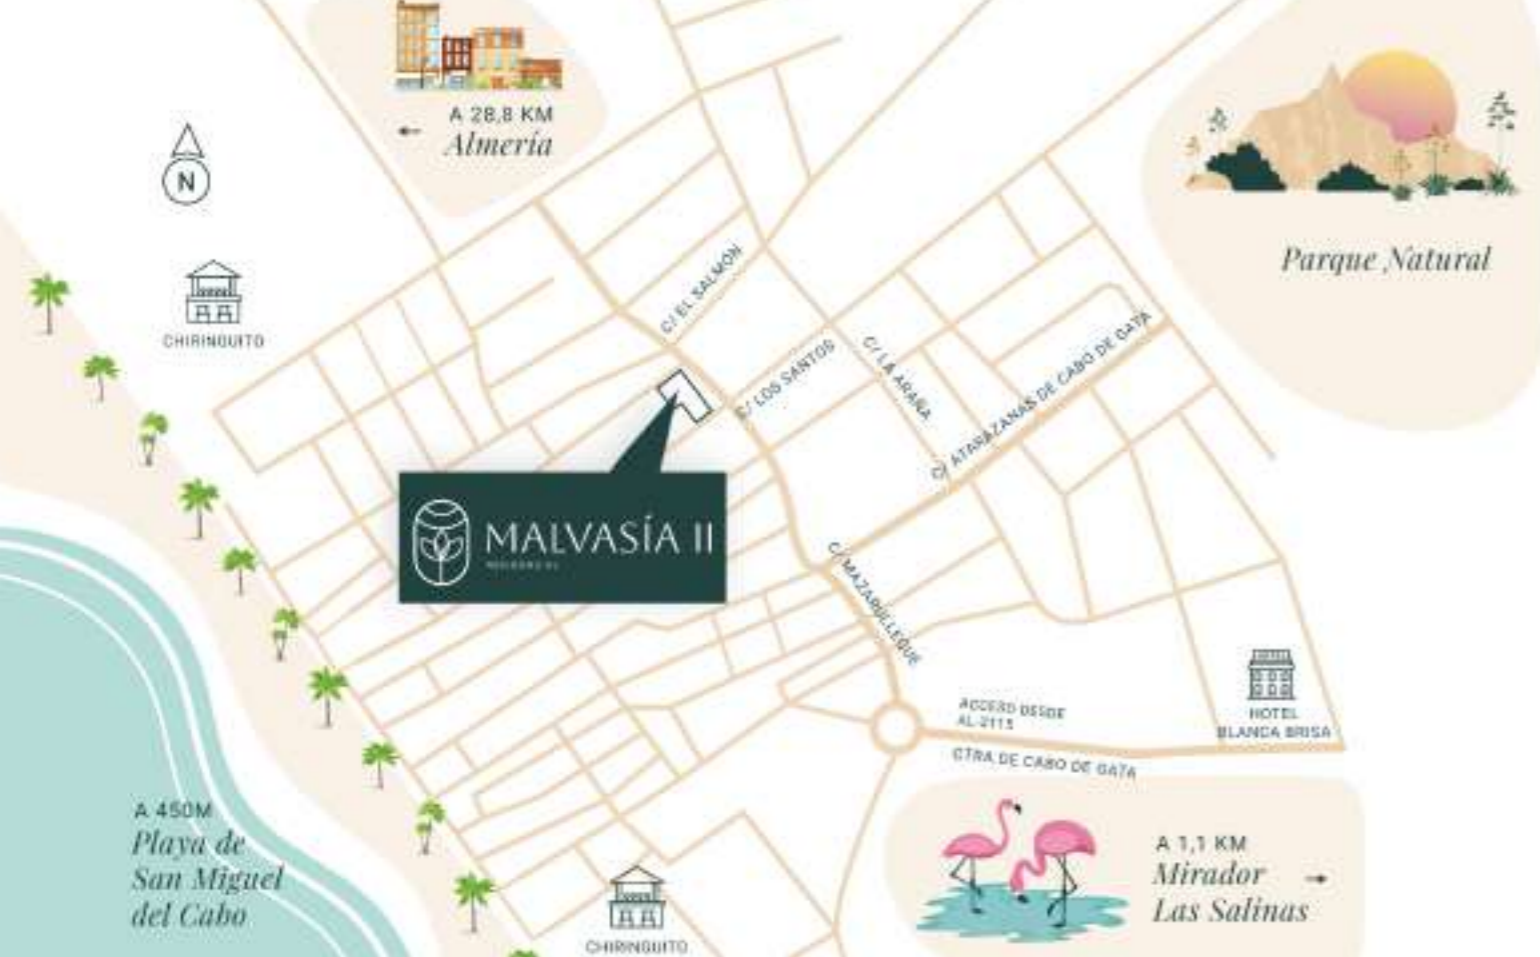 A 28,8 KM
Almería
N
CHIRINGUITO
Parque Natural
C/ EL SALMÓN
C/ LOS SANTOS
C/ LA ARAÑA
C/ ATARAZANAS DE CABO DE GATA
MALVASÍA II
RESIDENCIAL
C/ MAZARULLEQUE
ACCESO DESDE
AL-3115
CTRA DE CABO DE GATA
HOTEL
BLANCA BRISA
A 450M
Playa de
San Miguel
del Cabo
A 1,1 KM
Mirador
Las Salinas
CHIRINGUITO